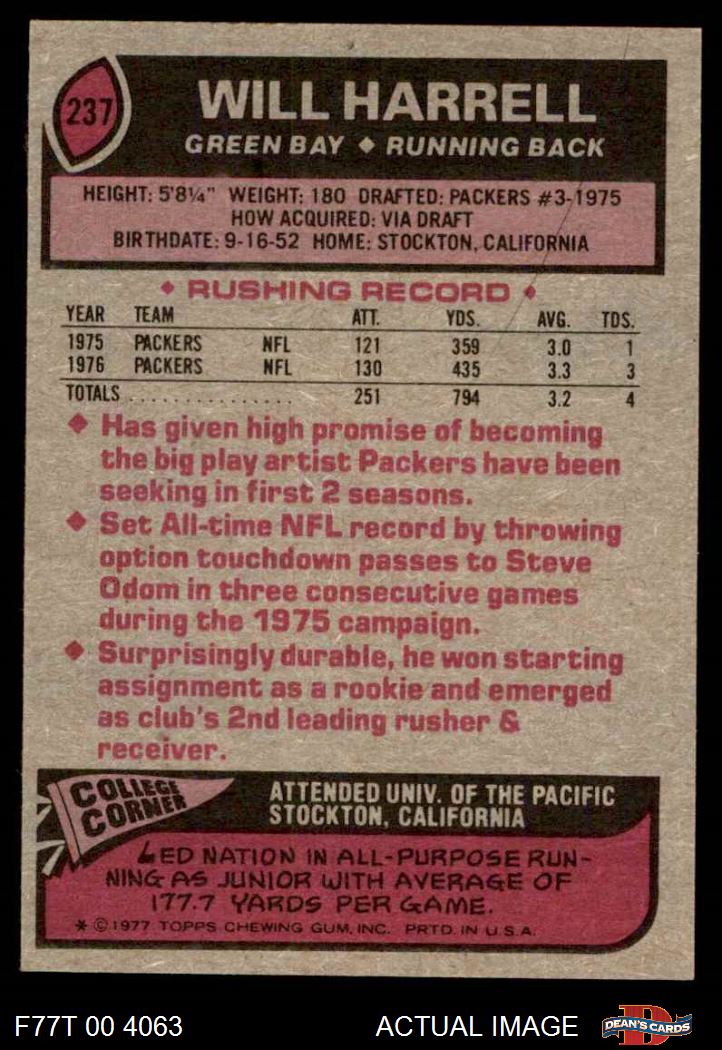 237
WILL HARRELL
GREEN BAY ♦ RUNNING BACK
HEIGHT: 5'8¼" WEIGHT: 180 DRAFTED: PACKERS #3-1975
HOW ACQUIRED: VIA DRAFT
BIRTHDATE: 9-16-52 HOME: STOCKTON, CALIFORNIA
♦ RUSHING RECORD ♦
YEAR TEAM ATT. YDS. AVG. TDS.
1975 PACKERS NFL 121 359 3.0 1
1976 PACKERS NFL 130 435 3.3 3
TOTALS . . . . . . . . . . . . . . . 251 794 3.2 4
♦ Has given high promise of becoming
the big play artist Packers have been
seeking in first 2 seasons.
♦ Set All-time NFL record by throwing
option touchdown passes to Steve
Odom in three consecutive games
during the 1975 campaign.
♦ Surprisingly durable, he won starting
assignment as a rookie and emerged
as club's 2nd leading rusher &
receiver.
COLLEGE
CORNER
ATTENDED UNIV. OF THE PACIFIC
STOCKTON, CALIFORNIA
LED NATION IN ALL-PURPOSE RUN-
NING AS JUNIOR WITH AVERAGE OF
177.7 YARDS PER GAME.
* © 1977 TOPPS CHEWING GUM, INC. PRTD. IN U.S.A.
F77T 00 4063
ACTUAL IMAGE
D
DEAN'S CARDS